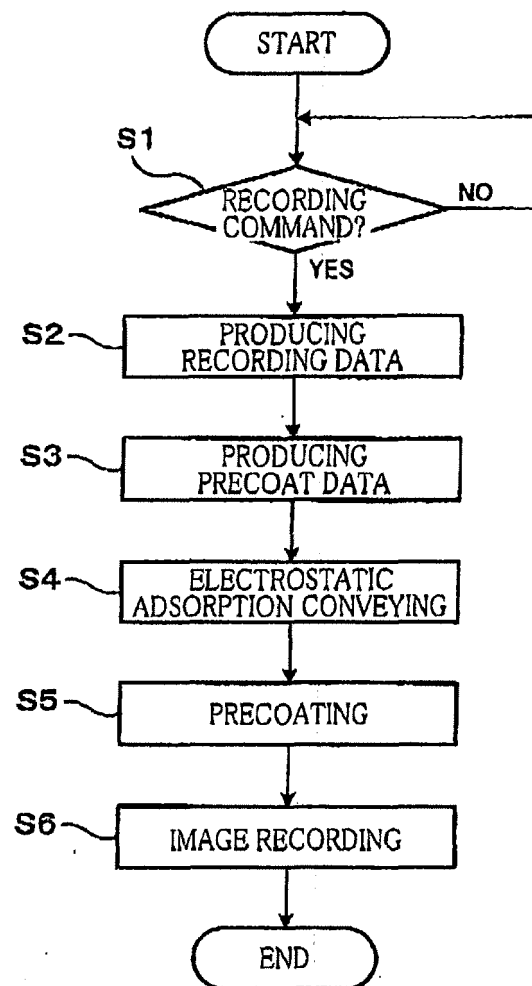 START
S1
RECORDING
COMMAND?
NO
YES
S2
PRODUCING
RECORDING DATA
S3
PRODUCING
PRECOAT DATA
S4
ELECTROSTATIC
ADSORPTION CONVEYING
S5
PRECOATING
S6
IMAGE RECORDING
END